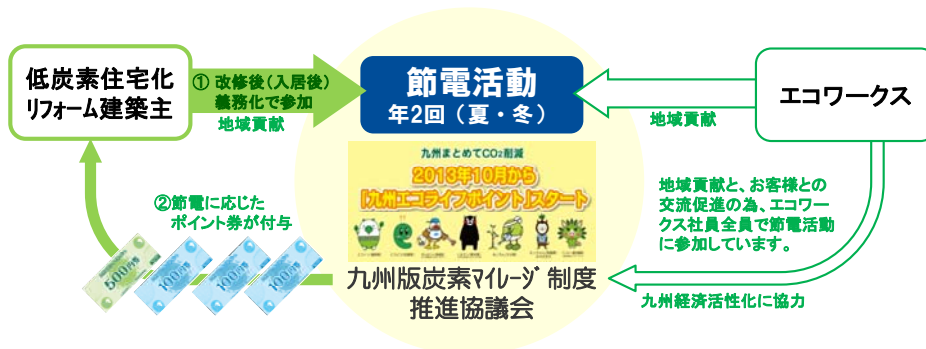 低炭素住宅化
リフォーム建築主
① 改修後(入居後)
義務化で参加
地域貢献
節電活動
年2回(夏・冬)
地域貢献
エコワークス
九州まとめてCO2削減
2013年10月から
「九州エコライフポイント」スタート
②節電に応じた
ポイント券が付与
500円券
100円券
100円券
100円券
九州版炭素マイレージ 制度
推進協議会
地域貢献と、お客様との
交流促進の為、エコワー
クス社員全員で節電活動
に参加しています。
九州経済活性化に協力